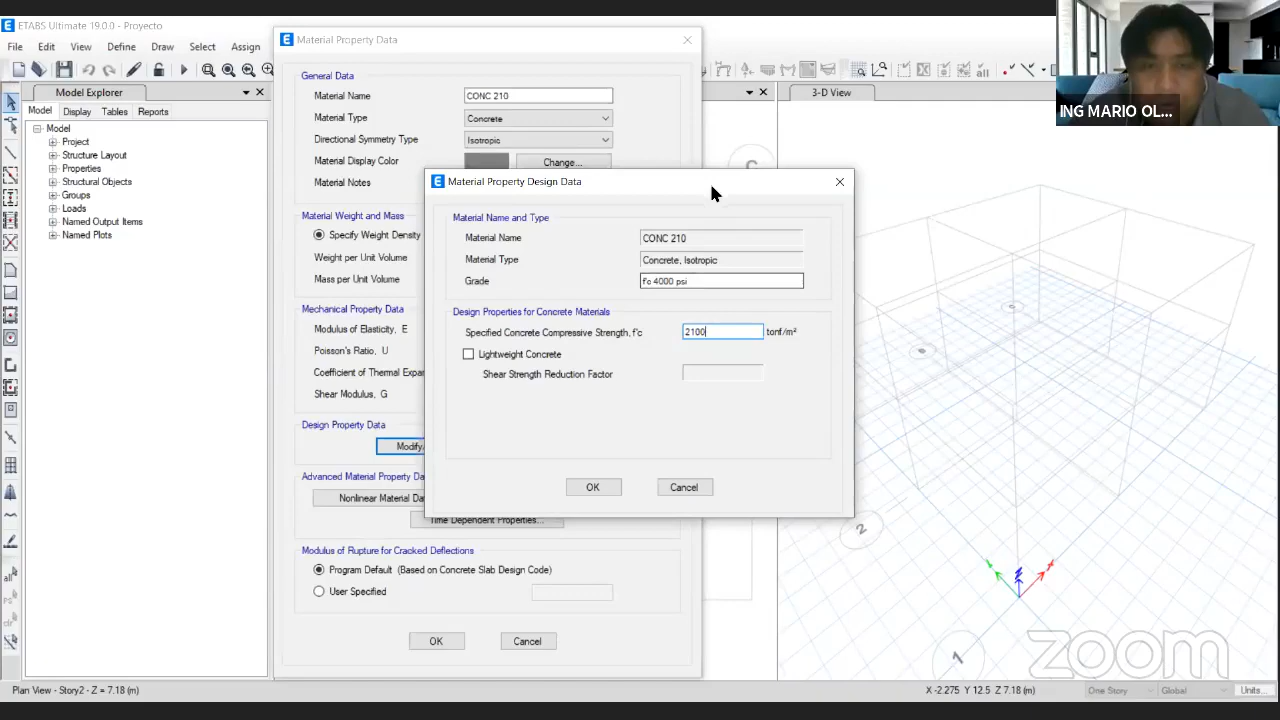 ETABS Ultimate 19.0.0 - Proyecto
File Edit View Define Draw Select Assign
Model Explorer
Model Display Tables Reports
Model
Project
Structure Layout
Properties
Structural Objects
Groups
Loads
Named Output Items
Named Plots
Material Property Data
General Data
Material Name CONC 210
Material Type Concrete
Directional Symmetry Type Isotropic
Material Display Color Change...
Material Notes
Material Weight and Mass
Specify Weight Density
Weight per Unit Volume
Mass per Unit Volume
Mechanical Property Data
Modulus of Elasticity, E
Poisson's Ratio, U
Coefficient of Thermal Expa
Shear Modulus, G
Design Property Data
Modify
Advanced Material Property Da
Nonlinear Material Dat
Time Dependent Properties...
Modulus of Rupture for Cracked Deflections
Program Default (Based on Concrete Slab Design Code)
User Specified
OK Cancel
Material Property Design Data
Material Name and Type
Material Name CONC 210
Material Type Concrete, Isotropic
Grade f'c 4000 psi
Design Properties for Concrete Materials
Specified Concrete Compressive Strength, f'c 2100 tonf/m²
Lightweight Concrete
Shear Strength Reduction Factor
OK Cancel
3-D View
all
C
2
1
ING MARIO OL...
zoom
all
ps
clr
Plan View - Story2 - Z = 7.18 (m)
X -2.275 Y 12.5 Z 7.18 (m)
One Story Global Units...